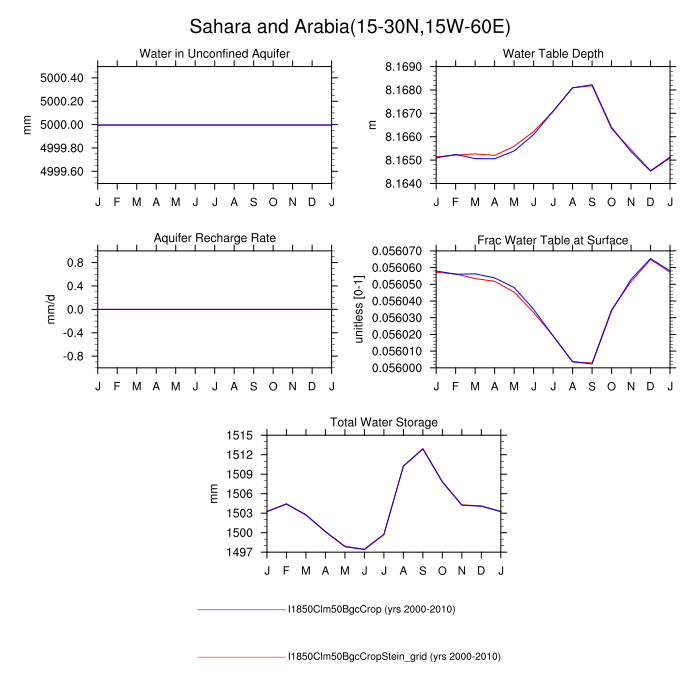 Sahara and Arabia(15-30N,15W-60E)
Water in Unconfined Aquifer
5000.40
5000.20
5000.00
4999.80
4999.60
mm
J F M A M J J A S O N D J
Water Table Depth
8.1690
8.1680
8.1670
8.1660
8.1650
8.1640
m
J F M A M J J A S O N D J
Aquifer Recharge Rate
0.8
0.4
0.0
-0.4
-0.8
mm/d
J F M A M J J A S O N D J
Frac Water Table at Surface
0.056070
0.056060
0.056050
0.056040
0.056030
0.056020
0.056010
0.056000
unitless [0-1]
J F M A M J J A S O N D J
Total Water Storage
1515
1512
1509
1506
1503
1500
1497
mm
J F M A M J J A S O N D J
I1850Clm50BgcCrop (yrs 2000-2010)
I1850Clm50BgcCropStein_grid (yrs 2000-2010)